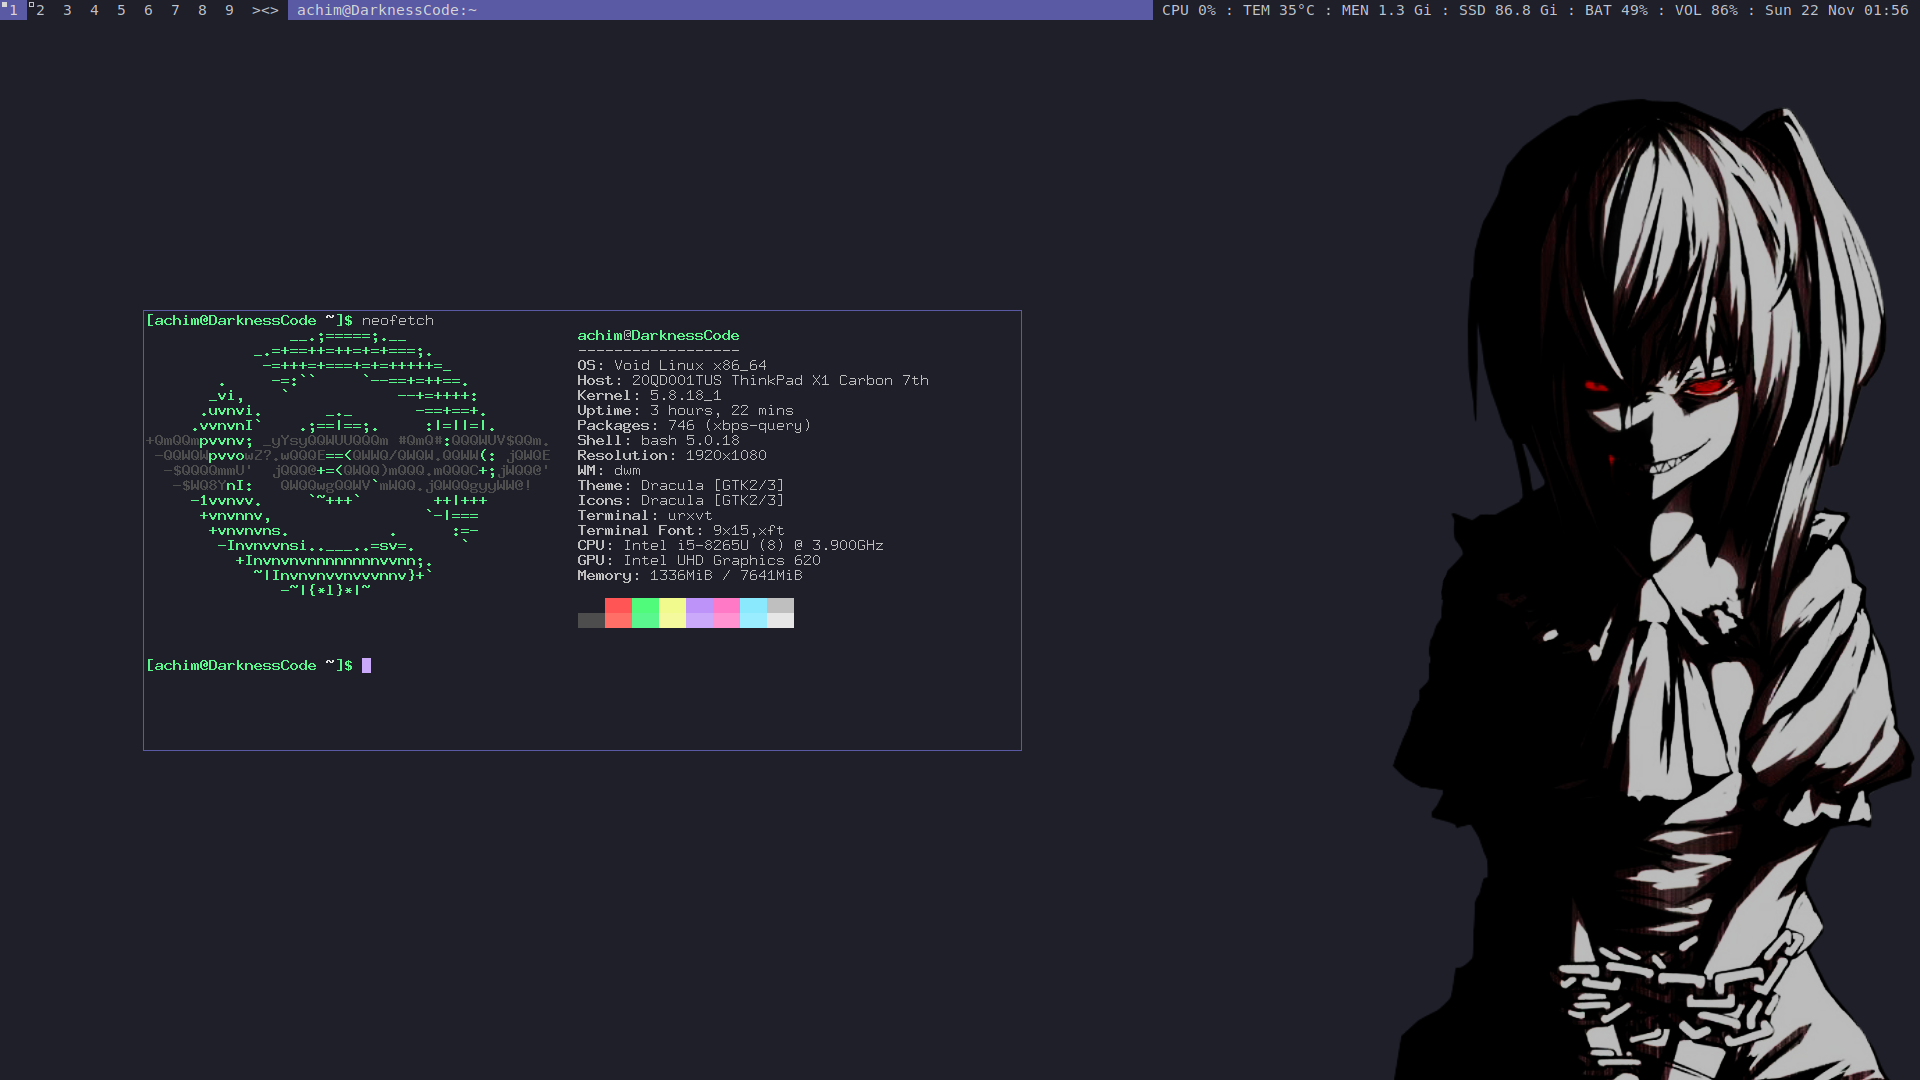 1 2 3 4 5 6 7 8 9 ><> achim@DarknessCode:~ CPU 0% : TEM 35°C : MEN 1.3 Gi : SSD 86.8 Gi : BAT 49% : VOL 86% : Sun 22 Nov 01:56
[achim@DarknessCode ~]$ neofetch
achim@DarknessCode
------------------
OS: Void Linux x86_64
Host: 20QD001TUS ThinkPad X1 Carbon 7th
Kernel: 5.8.18_1
Uptime: 3 hours, 22 mins
Packages: 746 (xbps-query)
Shell: bash 5.0.18
Resolution: 1920x1080
WM: dwm
Theme: Dracula [GTK2/3]
Icons: Dracula [GTK2/3]
Terminal: urxvt
Terminal Font: 9x15,xft
CPU: Intel i5-8265U (8) @ 3.900GHz
GPU: Intel UHD Graphics 620
Memory: 1336MiB / 7641MiB
[achim@DarknessCode ~]$